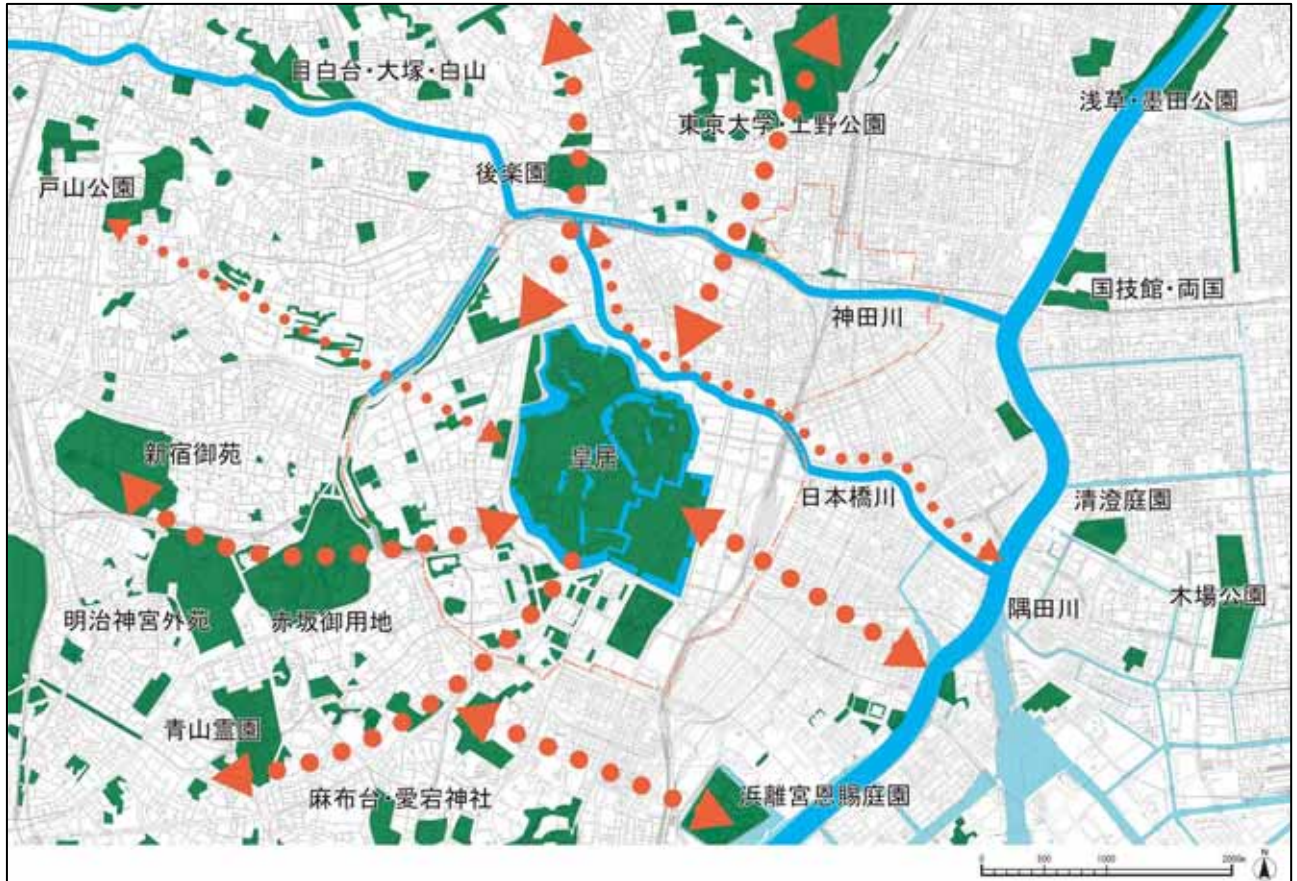 目白台・大塚・白山
浅草・墨田公園
東京大学・上野公園
後楽園
戸山公園
国技館・両国
神田川
新宿御苑
皇居
日本橋川
清澄庭園
木場公園
隅田川
明治神宮外苑
赤坂御用地
青山霊園
麻布台・愛宕神社
浜離宮恩賜庭園
N
0 500 1000 2000m